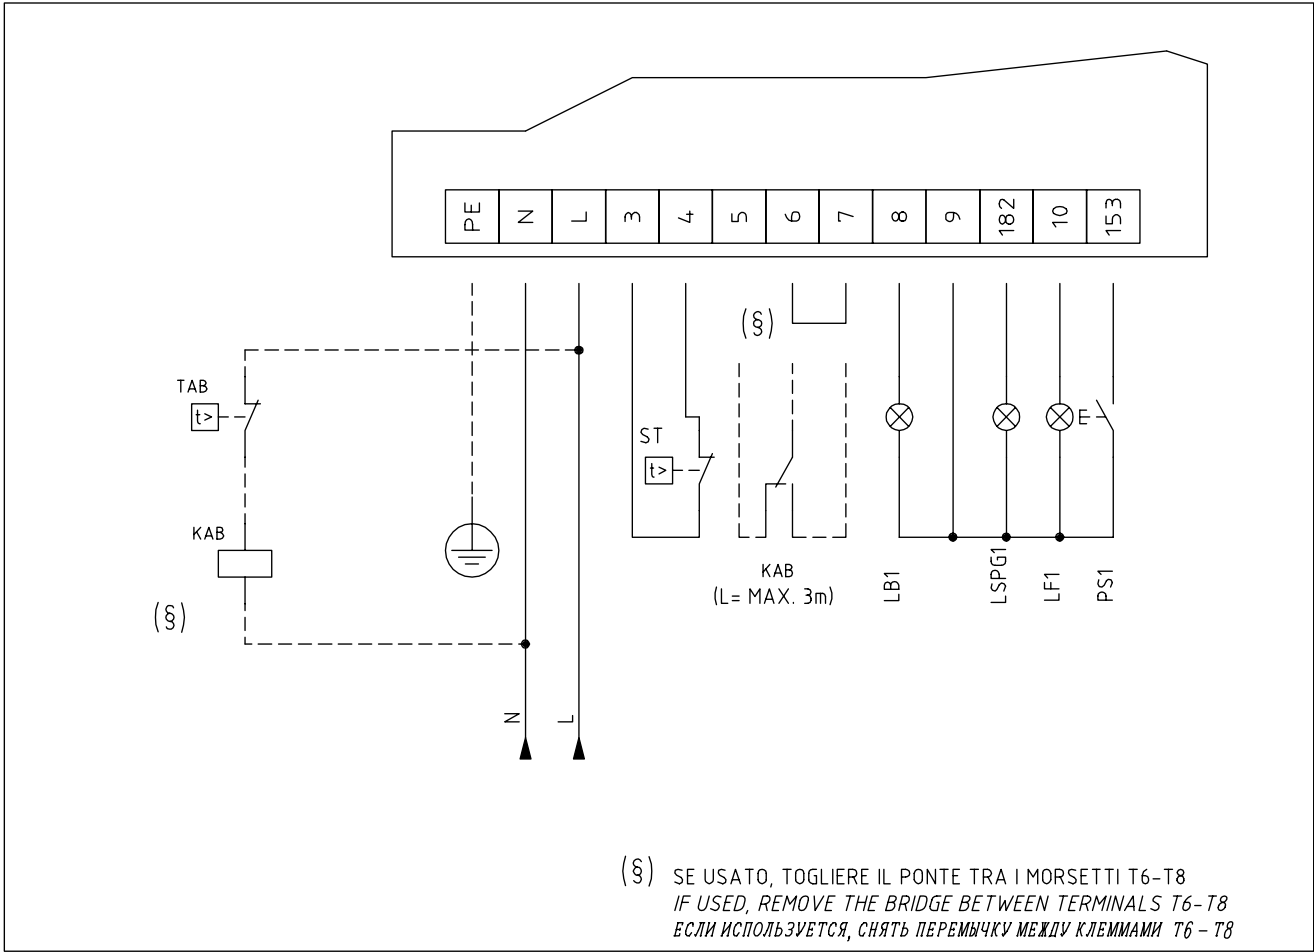 PE N L 3 4 5 6 7 8 9 182 10 153
(§)
TAB
t>
ST
t>
KAB
(§)
KAB
(L= MAX. 3m)
LB1
LSPG1
LF1
PS1
N
L
(§) SE USATO, TOGLIERE IL PONTE TRA I MORSETTI T6-T8
IF USED, REMOVE THE BRIDGE BETWEEN TERMINALS T6-T8
ЕСЛИ ИСПОЛЬЗУЕТСЯ, СНЯТЬ ПЕРЕМЫЧКУ МЕЖДУ КЛЕММАМИ T6 - T8